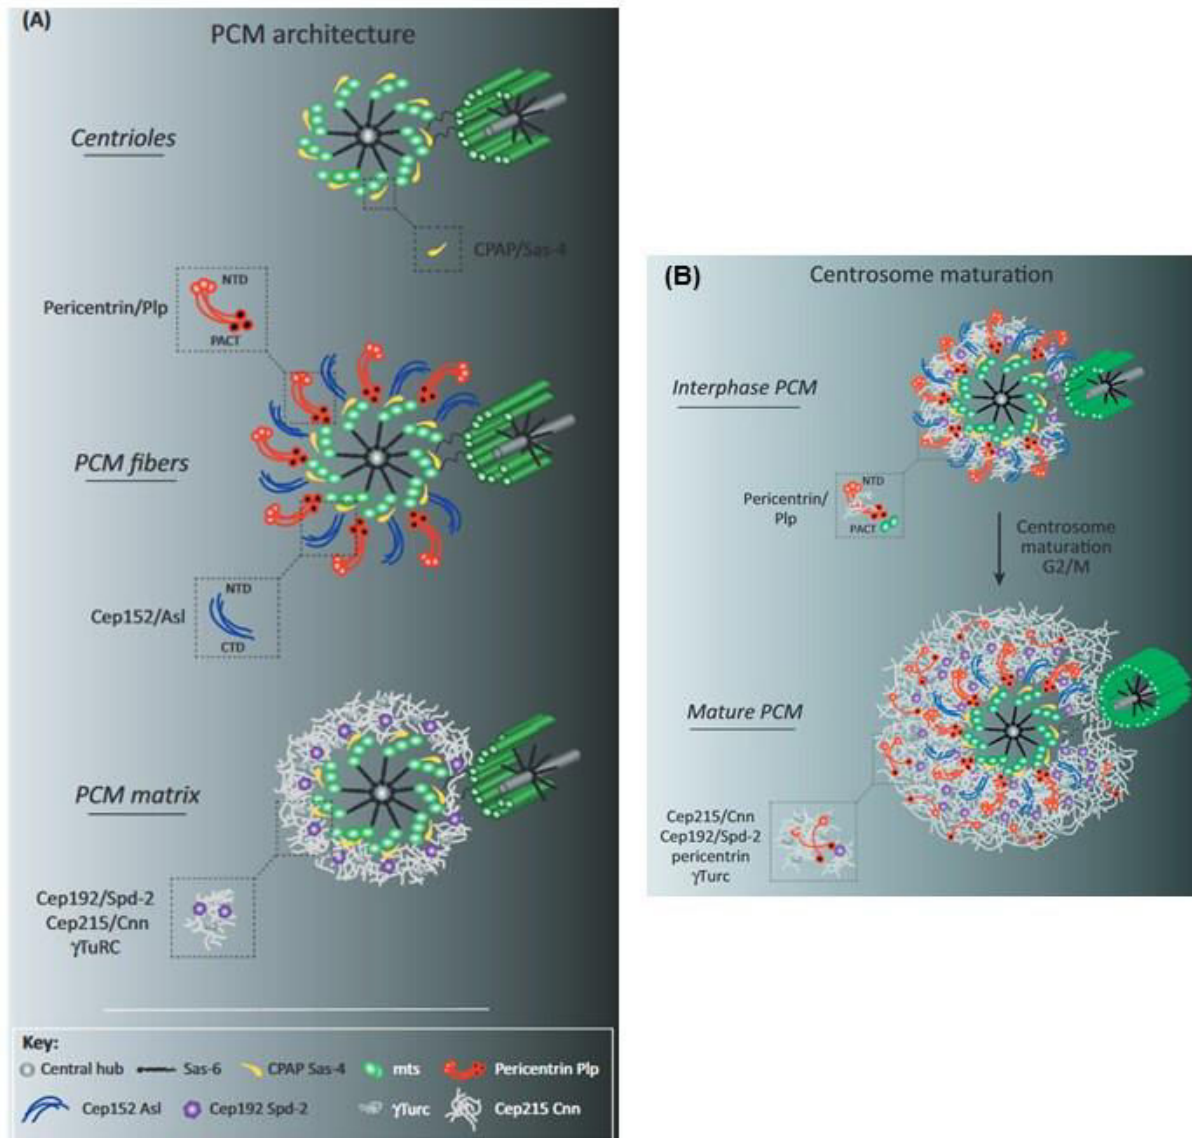 (A)
PCM architecture
Centrioles
CPAP/Sas-4
NTD
Pericentrin/Plp
PACT
PCM fibers
NTD
Cep152/Asl
CTD
PCM matrix
Cep192/Spd-2
Cep215/Cnn
γTuRC
Key:
Central hub Sas-6 CPAP Sas-4 mts Pericentrin Plp
Cep152 Asl Cep192 Spd-2 γTurc Cep215 Cnn
(B)
Centrosome maturation
Interphase PCM
NTD
Pericentrin/
Plp
PACT
Centrosome
maturation
G2/M
Mature PCM
Cep215/Cnn
Cep192/Spd-2
pericentrin
γTurc